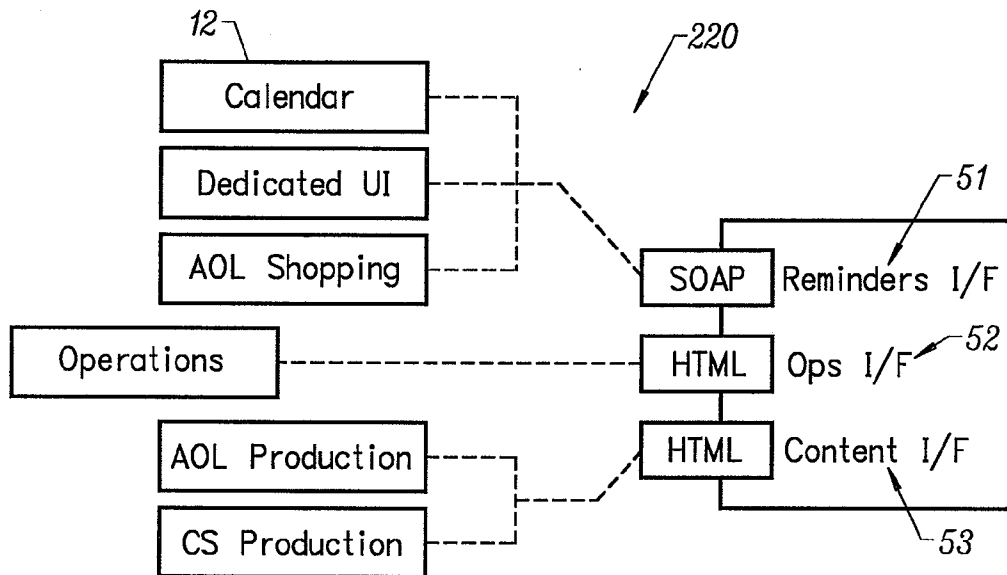 12
220
Calendar
Dedicated UI
51
AOL Shopping
SOAP Reminders I/F
Operations
HTML Ops I/F
52
AOL Production
HTML Content I/F
CS Production
53